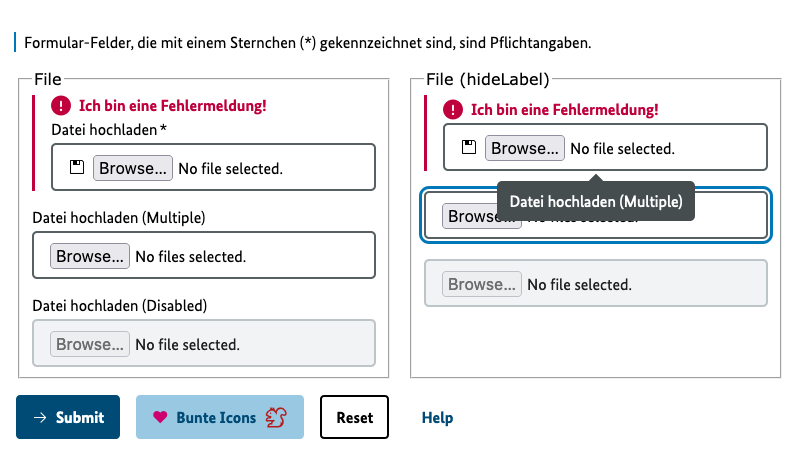 Formular-Felder, die mit einem Sternchen (*) gekennzeichnet sind, sind Pflichtangaben.
File
Ich bin eine Fehlermeldung!
Datei hochladen*
Browse... No file selected.
Datei hochladen (Multiple)
Browse... No files selected.
Datei hochladen (Disabled)
Browse... No file selected.
File (hideLabel)
Ich bin eine Fehlermeldung!
Browse... No file selected.
Datei hochladen (Multiple)
Browse... No files selected.
Browse... No file selected.
Submit
Bunte Icons
Reset
Help